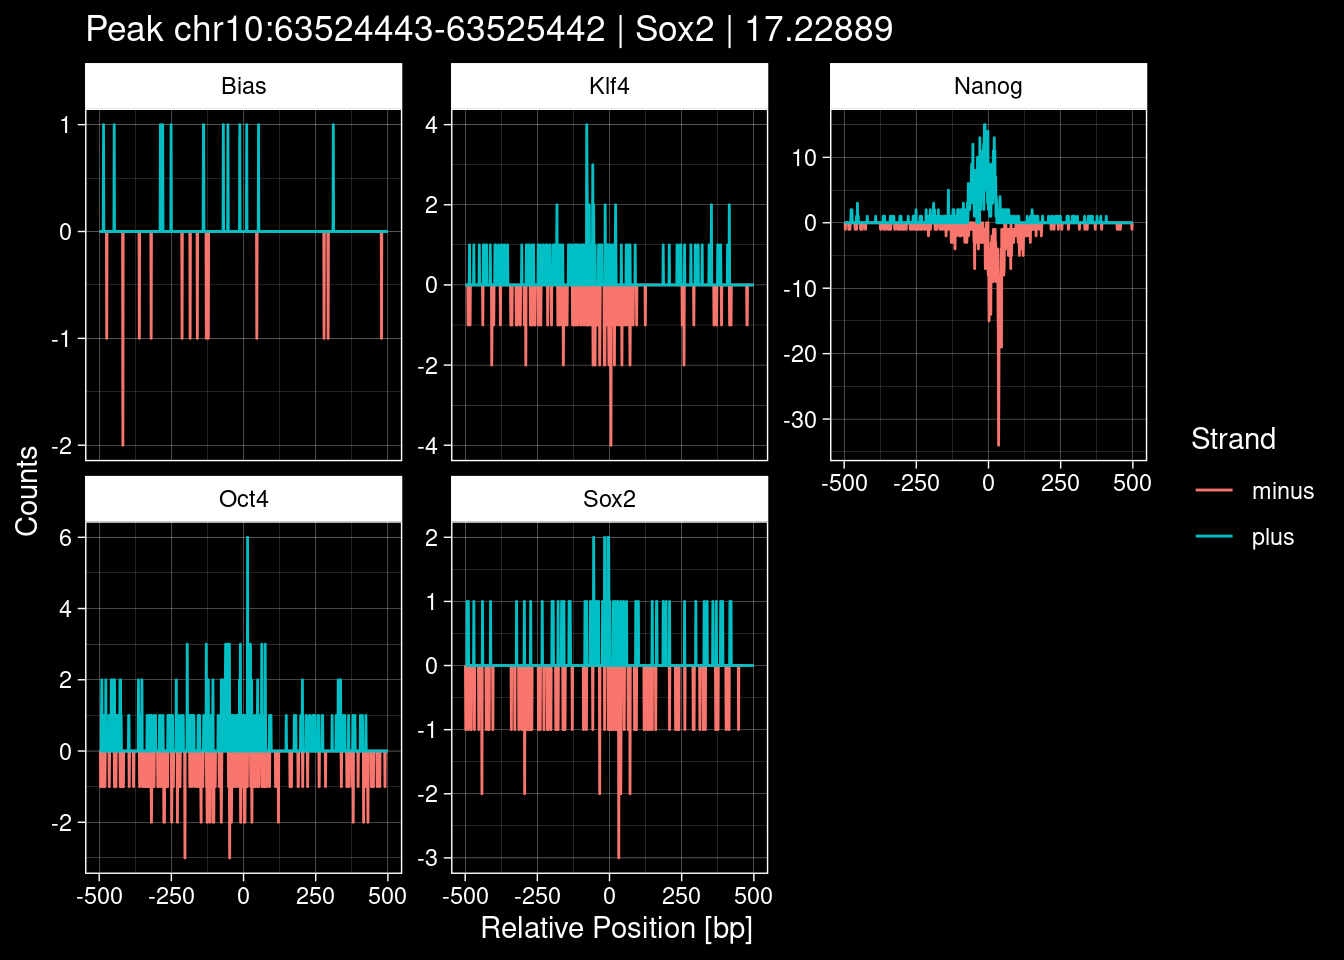 Peak chr10:63524443-63525442 | Sox2 | 17.22889
Bias
Klf4
Nanog
1
0
-1
-2
4
2
0
-2
-4
10
0
-10
-20
-30
-500 -250 0 250 500
Counts
Oct4
Sox2
6
4
2
0
-2
2
1
0
-1
-2
-3
-500 -250 0 250 500
-500 -250 0 250 500
Relative Position [bp]
Strand
minus
plus